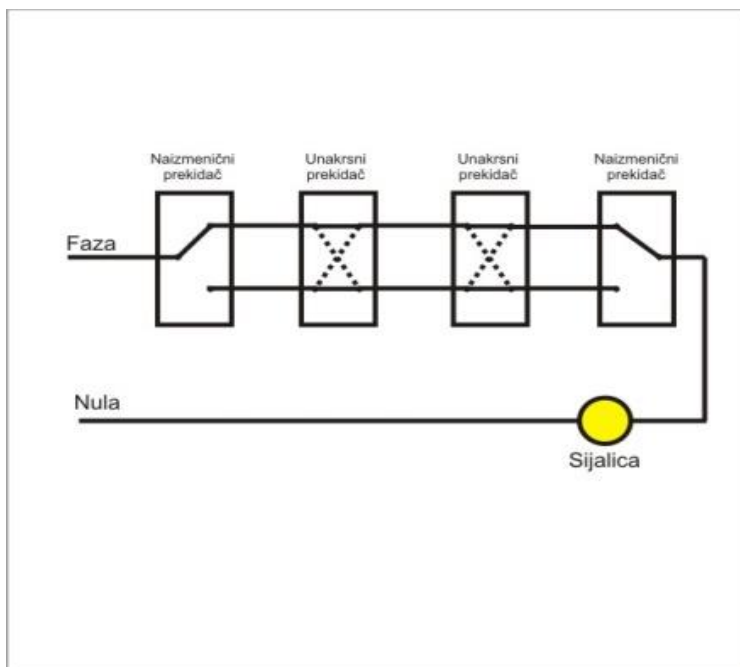 Naizmenični
prekidač
Unakrsni
prekidač
Unakrsni
prekidač
Naizmenični
prekidač
Faza
Nula
Sijalica